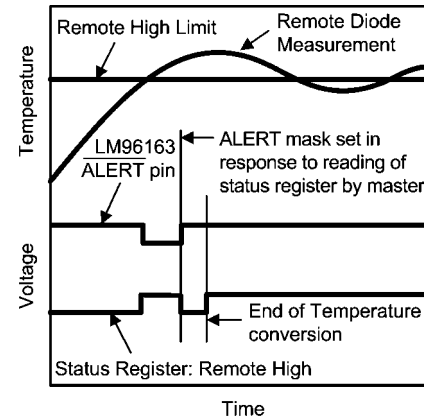 Remote High Limit
Remote Diode
Measurement
Temperature
LM96163
ALERT pin
ALERT mask set in
response to reading of
status register by master
Voltage
End of Temperature
conversion
Status Register: Remote High
Time